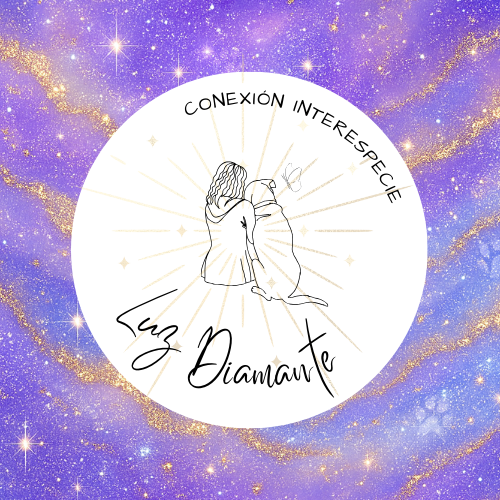 CONEXIÓN INTERESPECIE
Luz Diamante